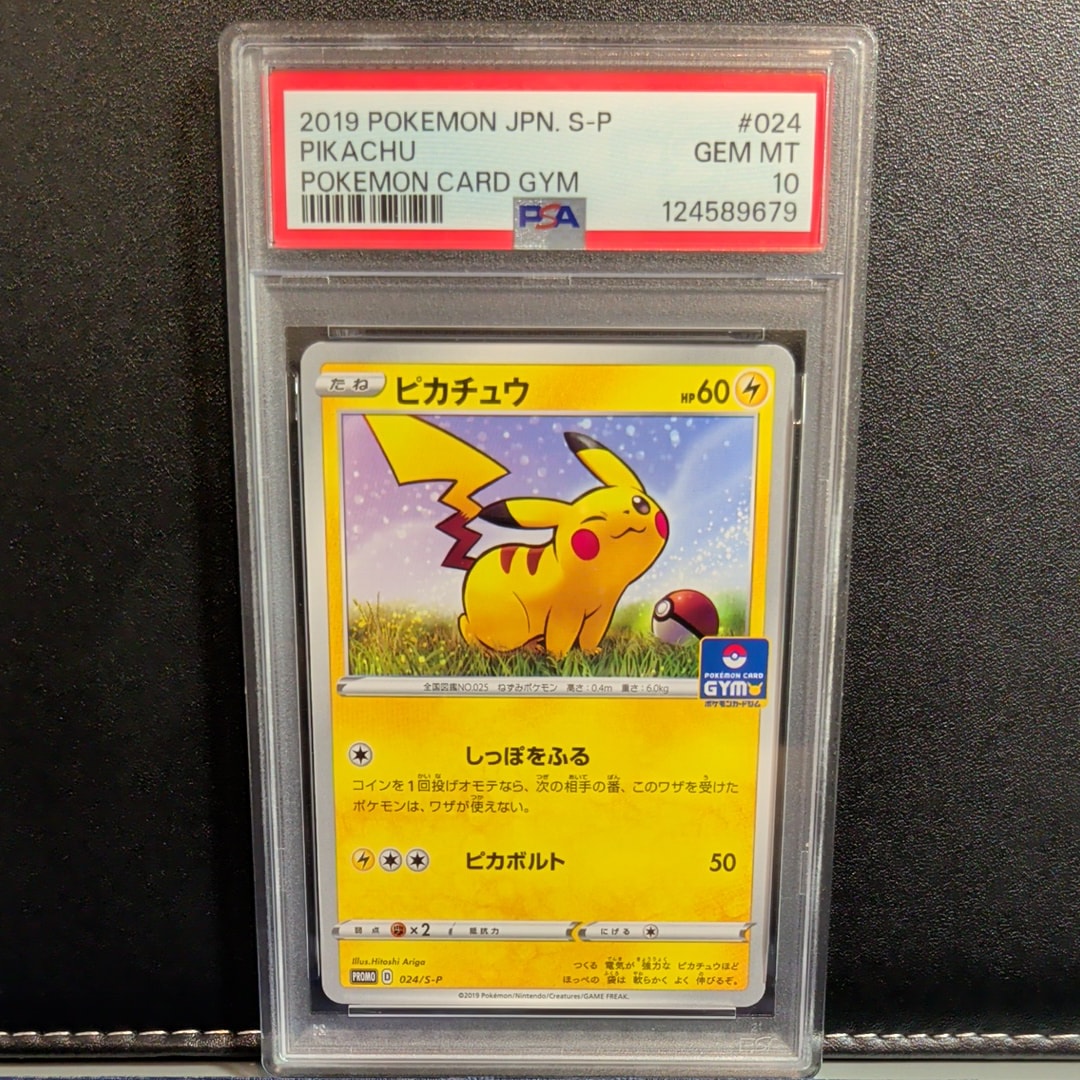 2019 POKEMON JPN. S-P #024
PIKACHU GEM MT
POKEMON CARD GYM 10
PSA 124589679
たね ピカチュウ HP60
POKÉMON CARD
GYM
ポケモンカードジム
全国図鑑NO.025 ねずみポケモン 高さ:0.4m 重さ:6.0kg
しっぽをふる
コインを1回投げオモテなら、次の相手の番、このワザを受けた
ポケモンは、ワザが使えない。
ピカボルト 50
弱点 ×2 抵抗力 にげる
Illus.Hitoshi Ariga
つくる 電気が 強力な ピカチュウほど
PROMO D 024/S-P
ほっぺの 袋は 軟らかく よく 伸びるぞ。
©2019 Pokémon/Nintendo/Creatures/GAME FREAK.